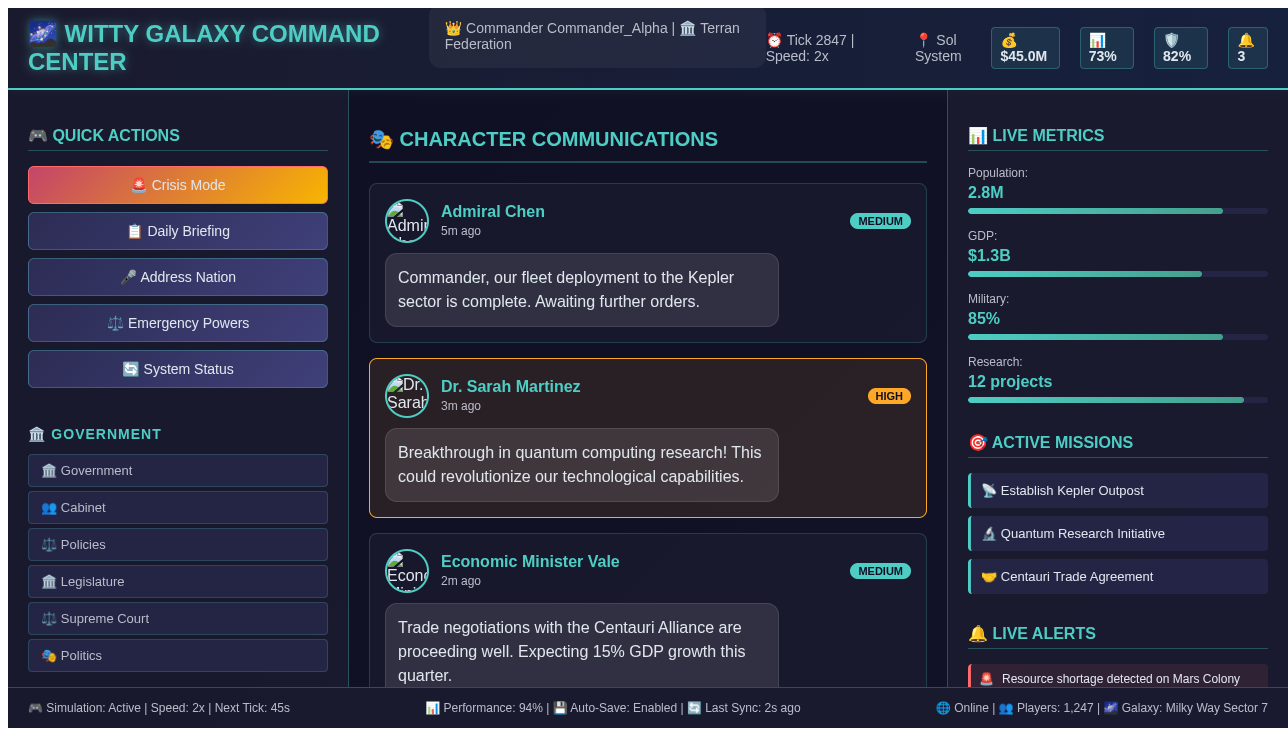 🌌 WITTY GALAXY COMMAND
CENTER
👑 Commander Commander_Alpha | 🏛️ Terran
Federation
⏰ Tick 2847 |
Speed: 2x
📍 Sol
System
💰
$45.0M
📊
73%
🛡️
82%
🔔
3
🎮 QUICK ACTIONS
🚨 Crisis Mode
📋 Daily Briefing
🎤 Address Nation
⚖️ Emergency Powers
🔄 System Status
🏛️ GOVERNMENT
🏛️ Government
👥 Cabinet
⚖️ Policies
🏛️ Legislature
⚖️ Supreme Court
🎭 Politics
🎭 CHARACTER COMMUNICATIONS
Admiral Chen
5m ago
MEDIUM
Commander, our fleet deployment to the Kepler
sector is complete. Awaiting further orders.
Dr.
Sarah
Dr. Sarah Martinez
3m ago
HIGH
Breakthrough in quantum computing research! This
could revolutionize our technological capabilities.
Economic Minister Vale
2m ago
MEDIUM
Trade negotiations with the Centauri Alliance are
proceeding well. Expecting 15% GDP growth this
quarter.
📊 LIVE METRICS
Population:
2.8M
GDP:
$1.3B
Military:
85%
Research:
12 projects
🎯 ACTIVE MISSIONS
📡 Establish Kepler Outpost
🔬 Quantum Research Initiative
🤝 Centauri Trade Agreement
🔔 LIVE ALERTS
🚨 Resource shortage detected on Mars Colony
🎮 Simulation: Active | Speed: 2x | Next Tick: 45s
📊 Performance: 94% | 💾 Auto-Save: Enabled | 🔄 Last Sync: 2s ago
🌐 Online | 👥 Players: 1,247 | 🌌 Galaxy: Milky Way Sector 7